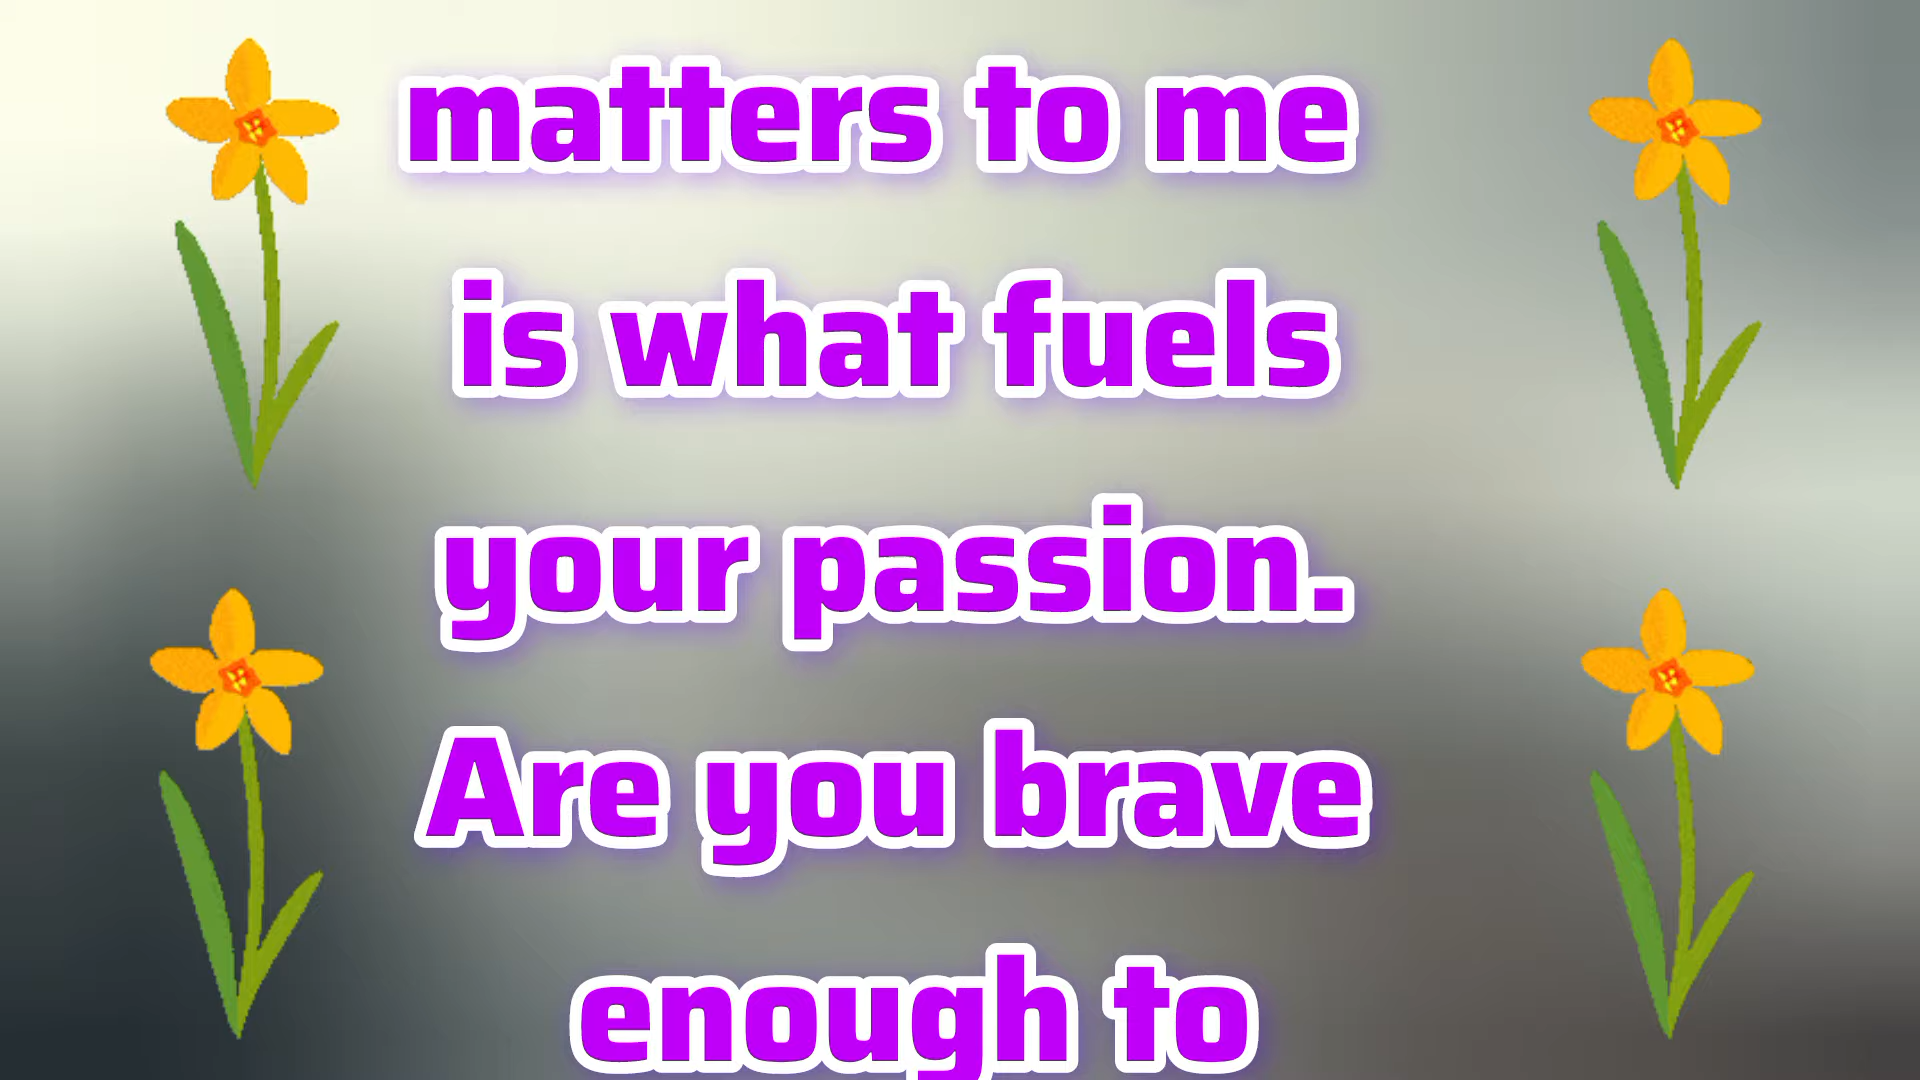 matters to me
is what fuels
your passion.
Are you brave
enough to